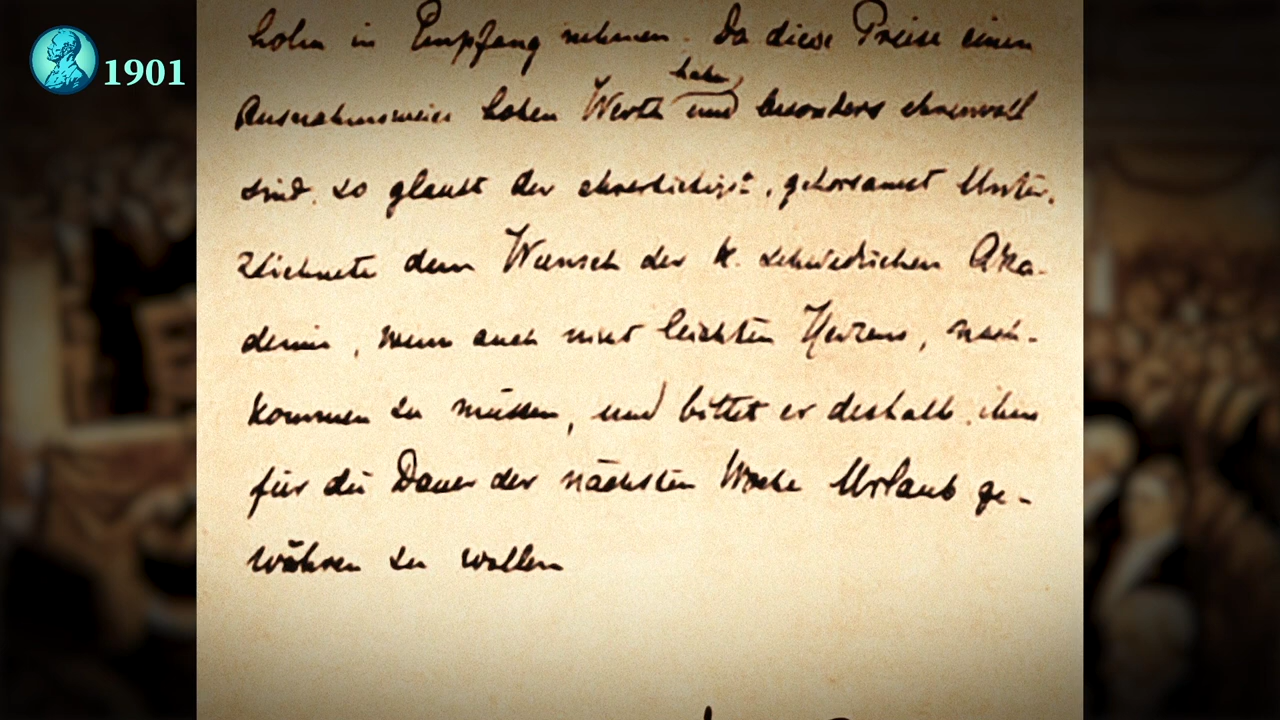 1901
holm in Empfang nehmen. Da diese Preise einen
haben
Ausnahmsweise hohen Werth und besonders ehrenvoll
sind, so glaubt der ehrerbietigst, gehorsamst Unter-
zeichnete dem Wunsch der k. schwedischen Aka-
demie, wenn auch nicht leichten Herzens, nach-
kommen zu müssen, und bittet er deshalb, ihm
für die Dauer der nächsten Woche Urlaub ge-
währen zu wollen